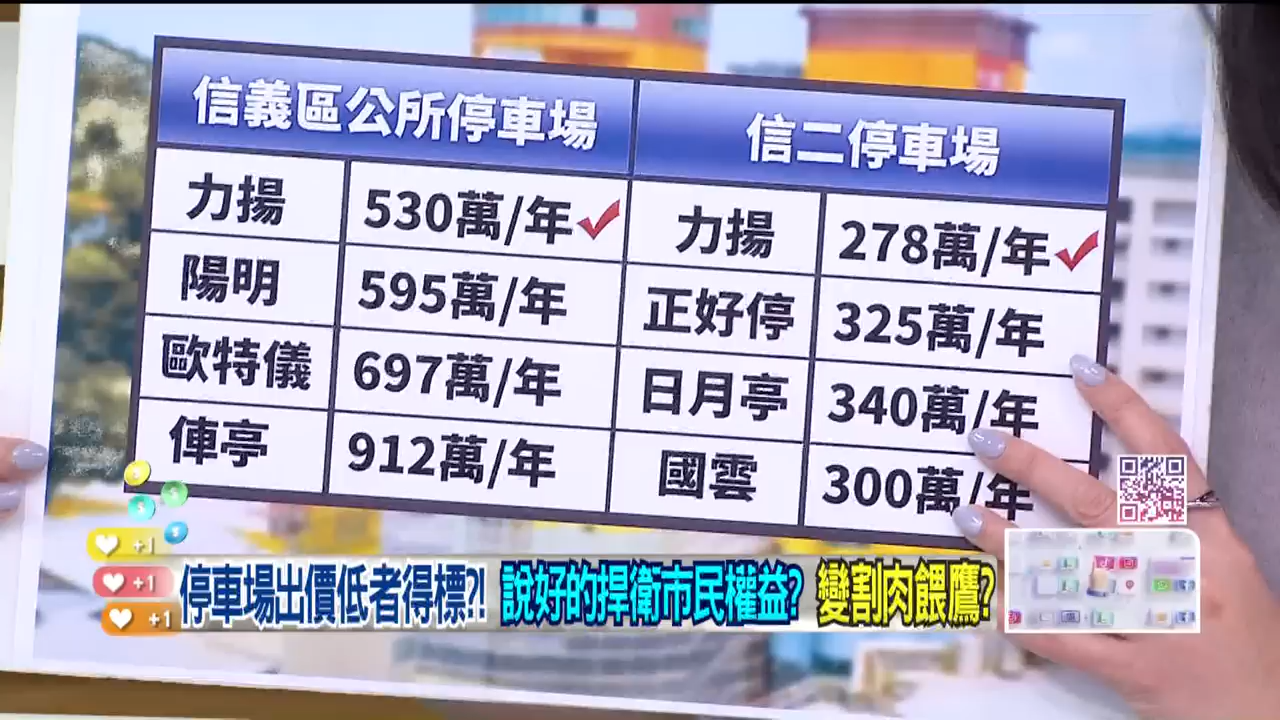 信義區公所停車場 信二停車場
力揚 530萬/年 力揚 278萬/年
陽明 595萬/年 正好停 325萬/年
歐特儀 697萬/年 日月亭 340萬/年
俥亭 912萬/年 國雲 300萬/年
+1
+1
+1
停車場出價低者得標?! 說好的捍衛市民權益? 變割肉餵鷹?